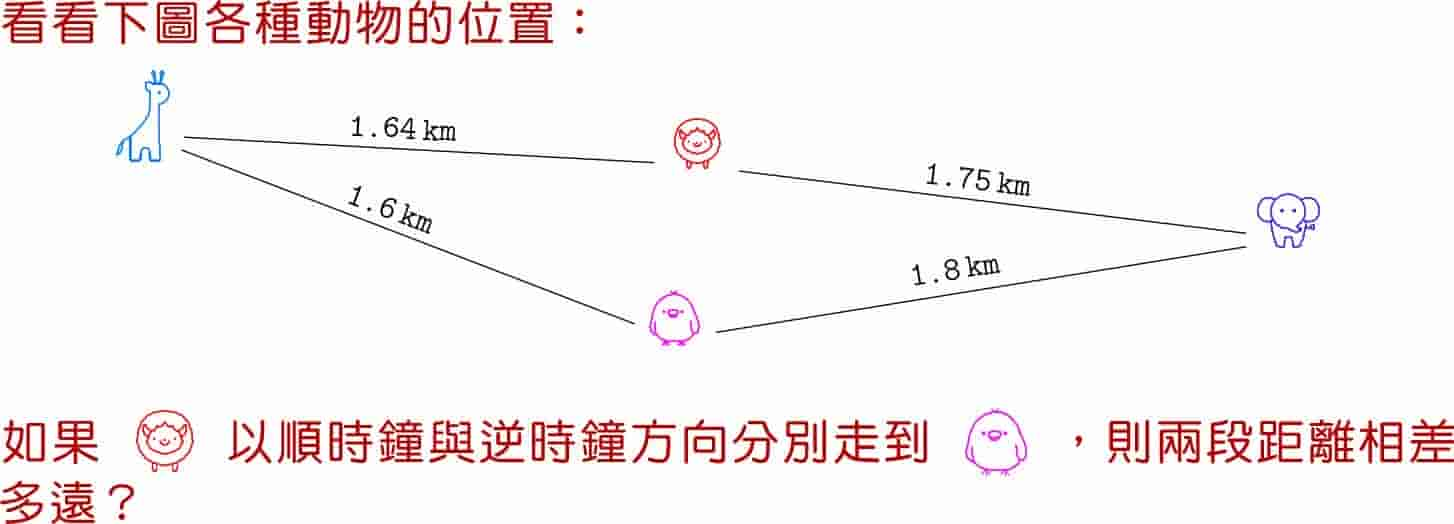 看看下圖各種動物的位置：
1.64 km
1.75 km
1.6 km
1.8 km
如果 以順時鐘與逆時鐘方向分別走到 ，則兩段距離相差
多遠？